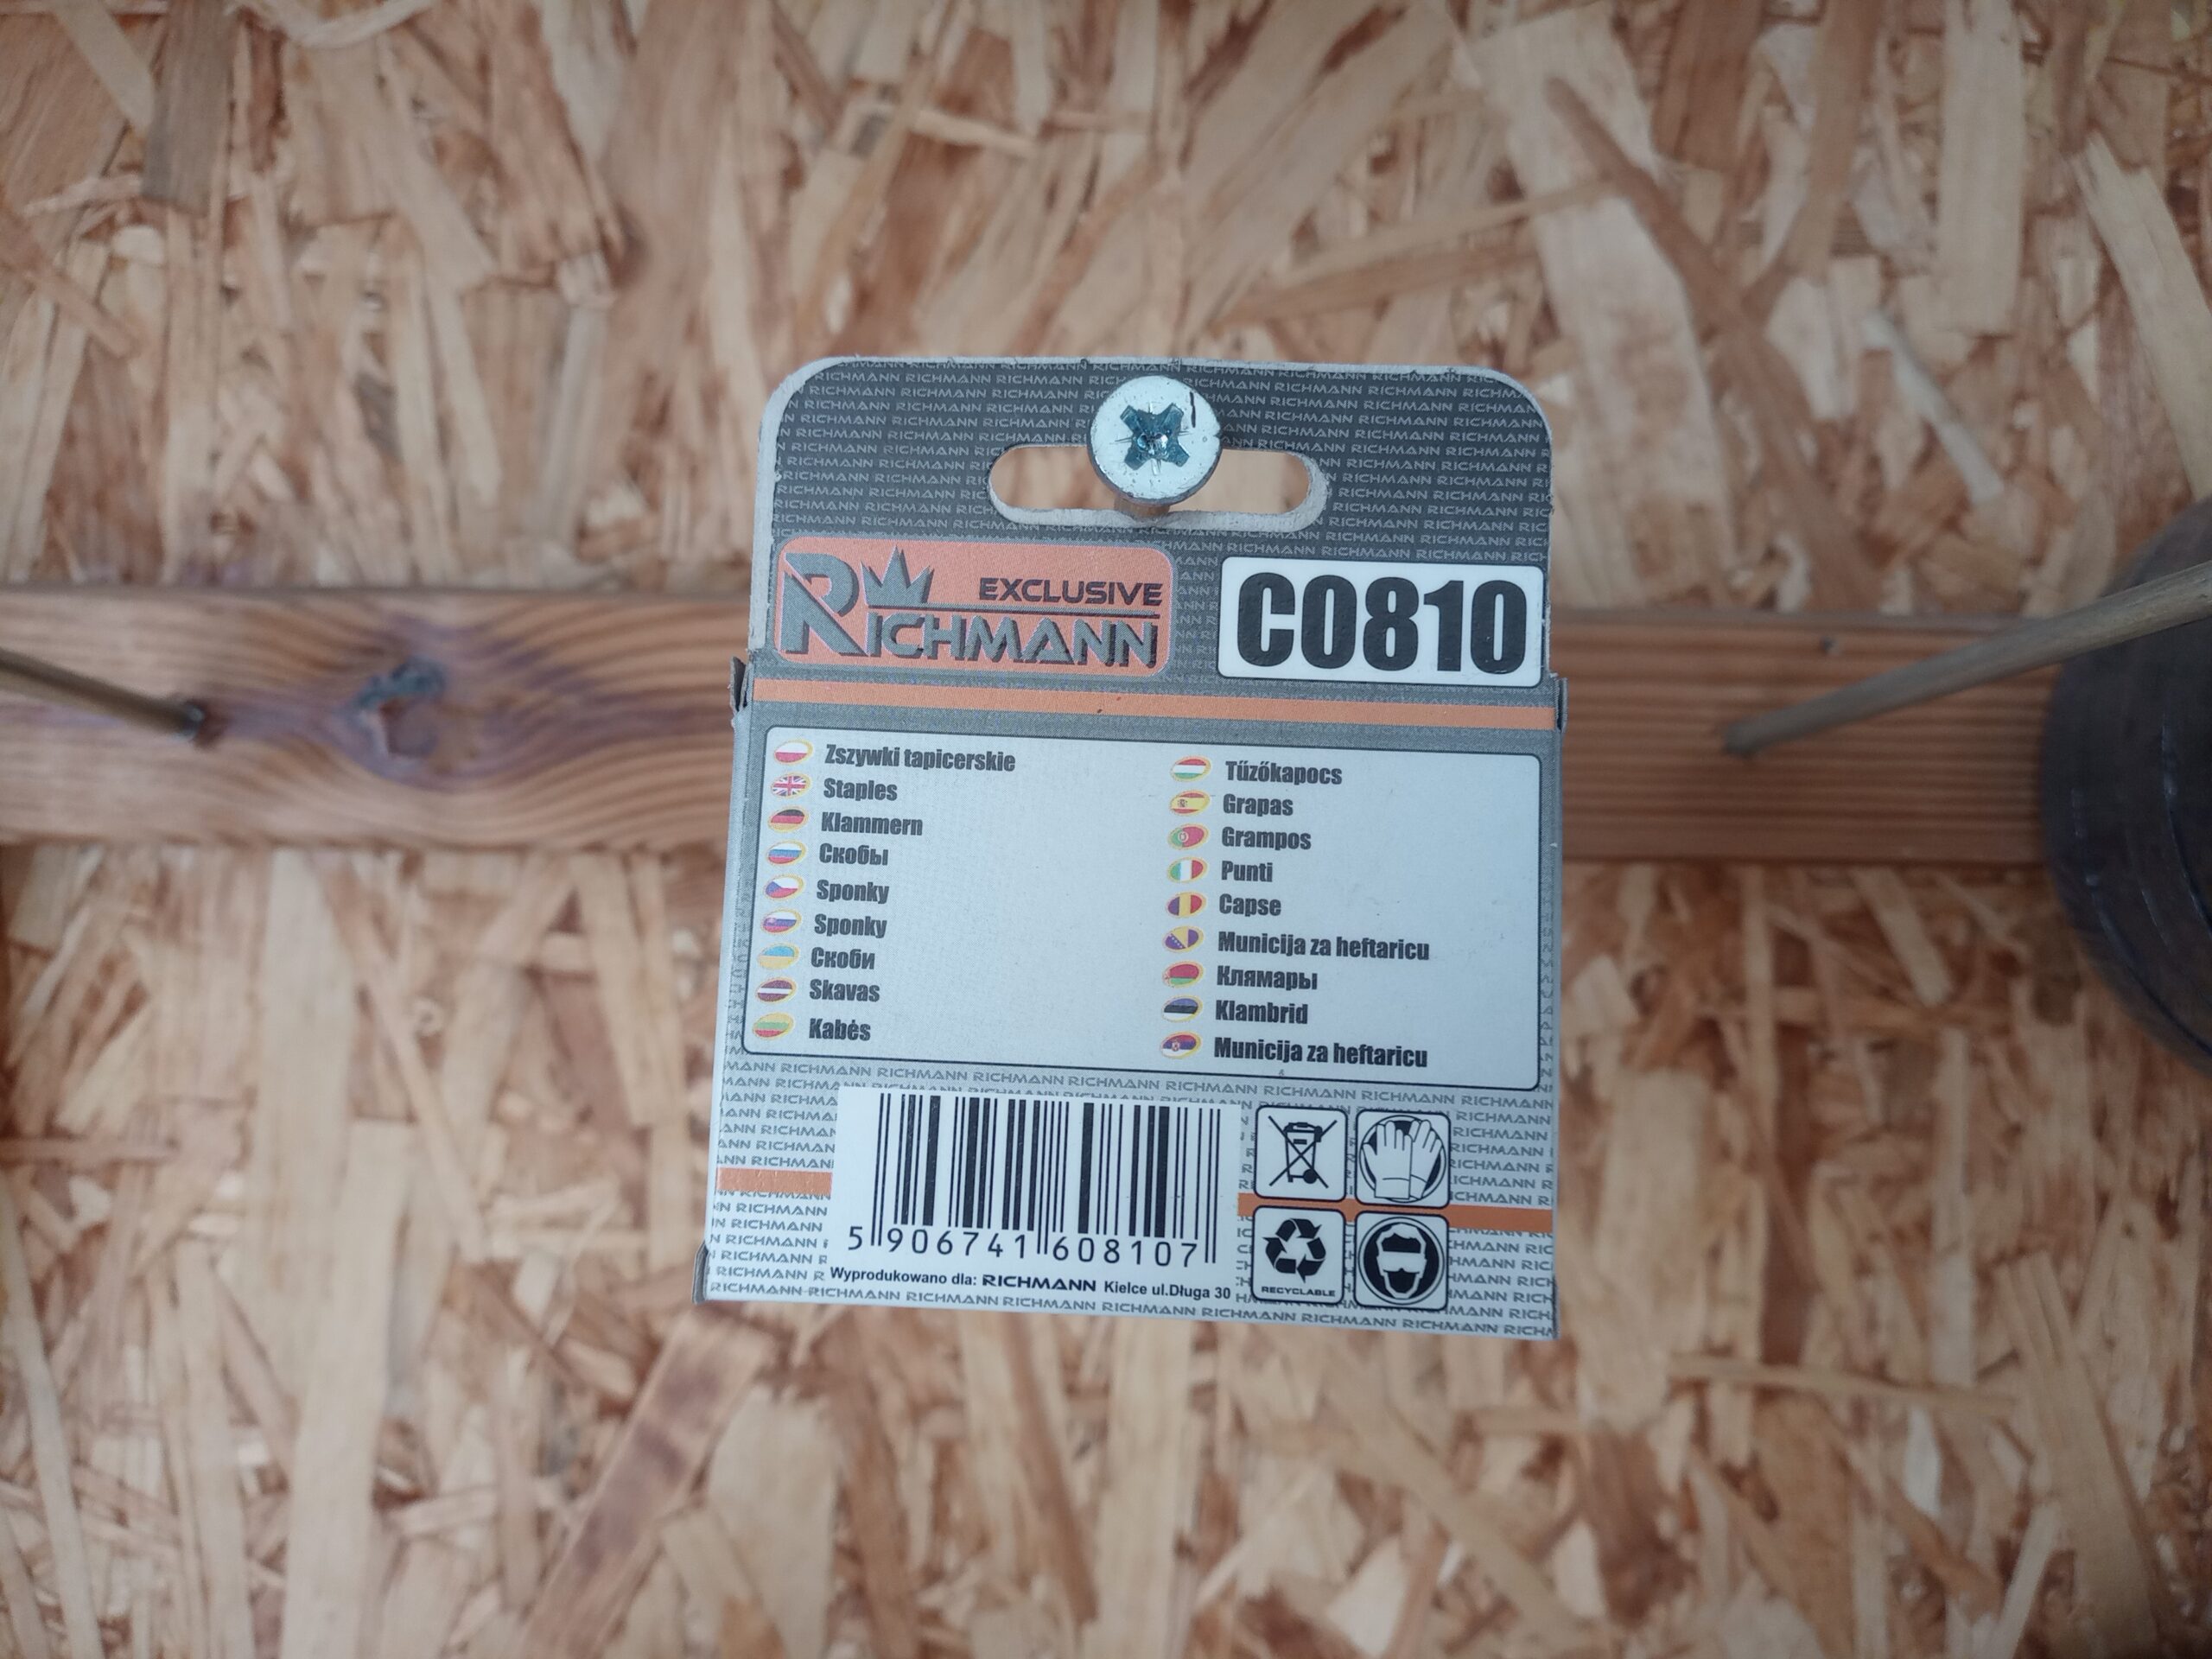 EXCLUSIVE
RICHMANN
C0810
Zszywki tapicerskie
Staples
Klammern
Скобы
Sponky
Sponky
Скоби
Skavas
Kabės
Tűzőkapocs
Grapas
Grampos
Punti
Capse
Municija za heftaricu
Клямары
Klambrid
Municija za heftaricu
5 906741 608107
Wyprodukowano dla: RICHMANN Kielce ul.Długa 30
RECYCLABLE